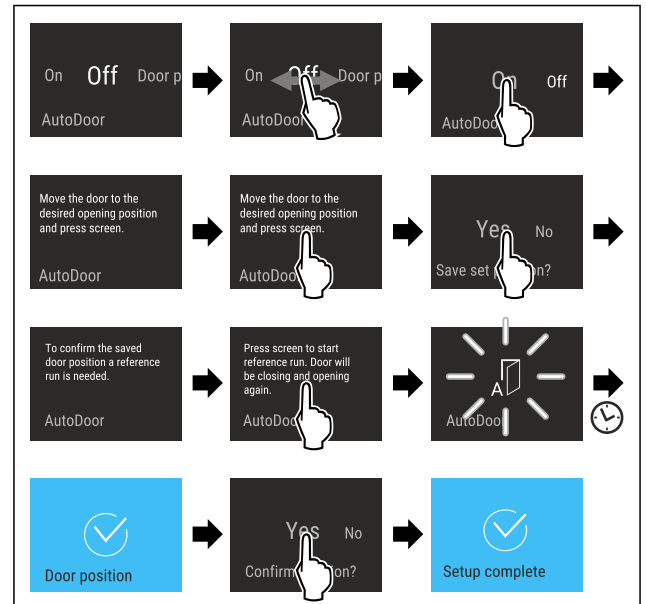 On Off Door p
AutoDoor
On Off Door p
AutoDoor
On Off
AutoDoo
Move the door to the
desired opening position
and press screen.
AutoDoor
Move the door to the
desired opening position
and press screen.
AutoDoo
Yes No
Save set p on?
To confirm the saved
door position a reference
run is needed.
AutoDoor
Press screen to start
reference run. Door will
be closing and opening
again.
AutoDoo
A
AutoDoor
Door position
Yes No
Confirm on?
Setup complete